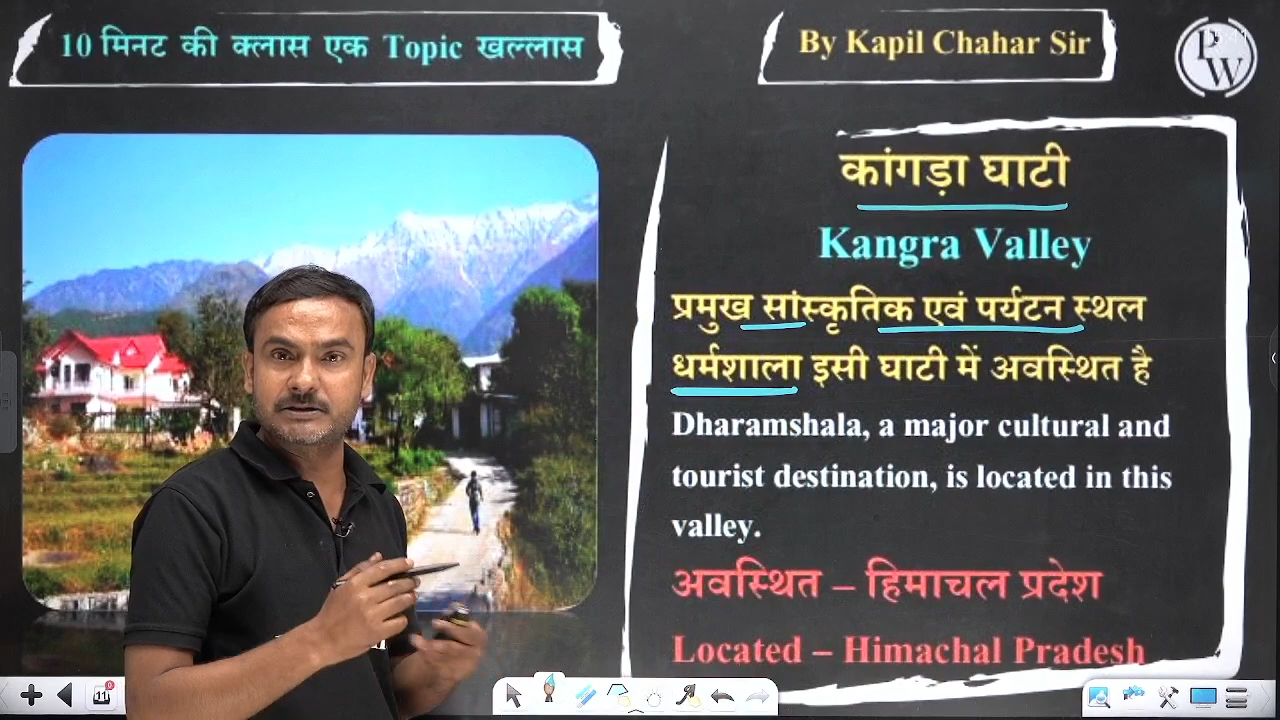 10 मिनट की क्लास एक Topic खल्लास
By Kapil Chahar Sir
PW
कांगड़ा घाटी
Kangra Valley
प्रमुख सांस्कृतिक एवं पर्यटन स्थल
धर्मशाला इसी घाटी में अवस्थित है
Dharamshala, a major cultural and
tourist destination, is located in this
valley.
अवस्थित – हिमाचल प्रदेश
Located – Himachal Pradesh
11